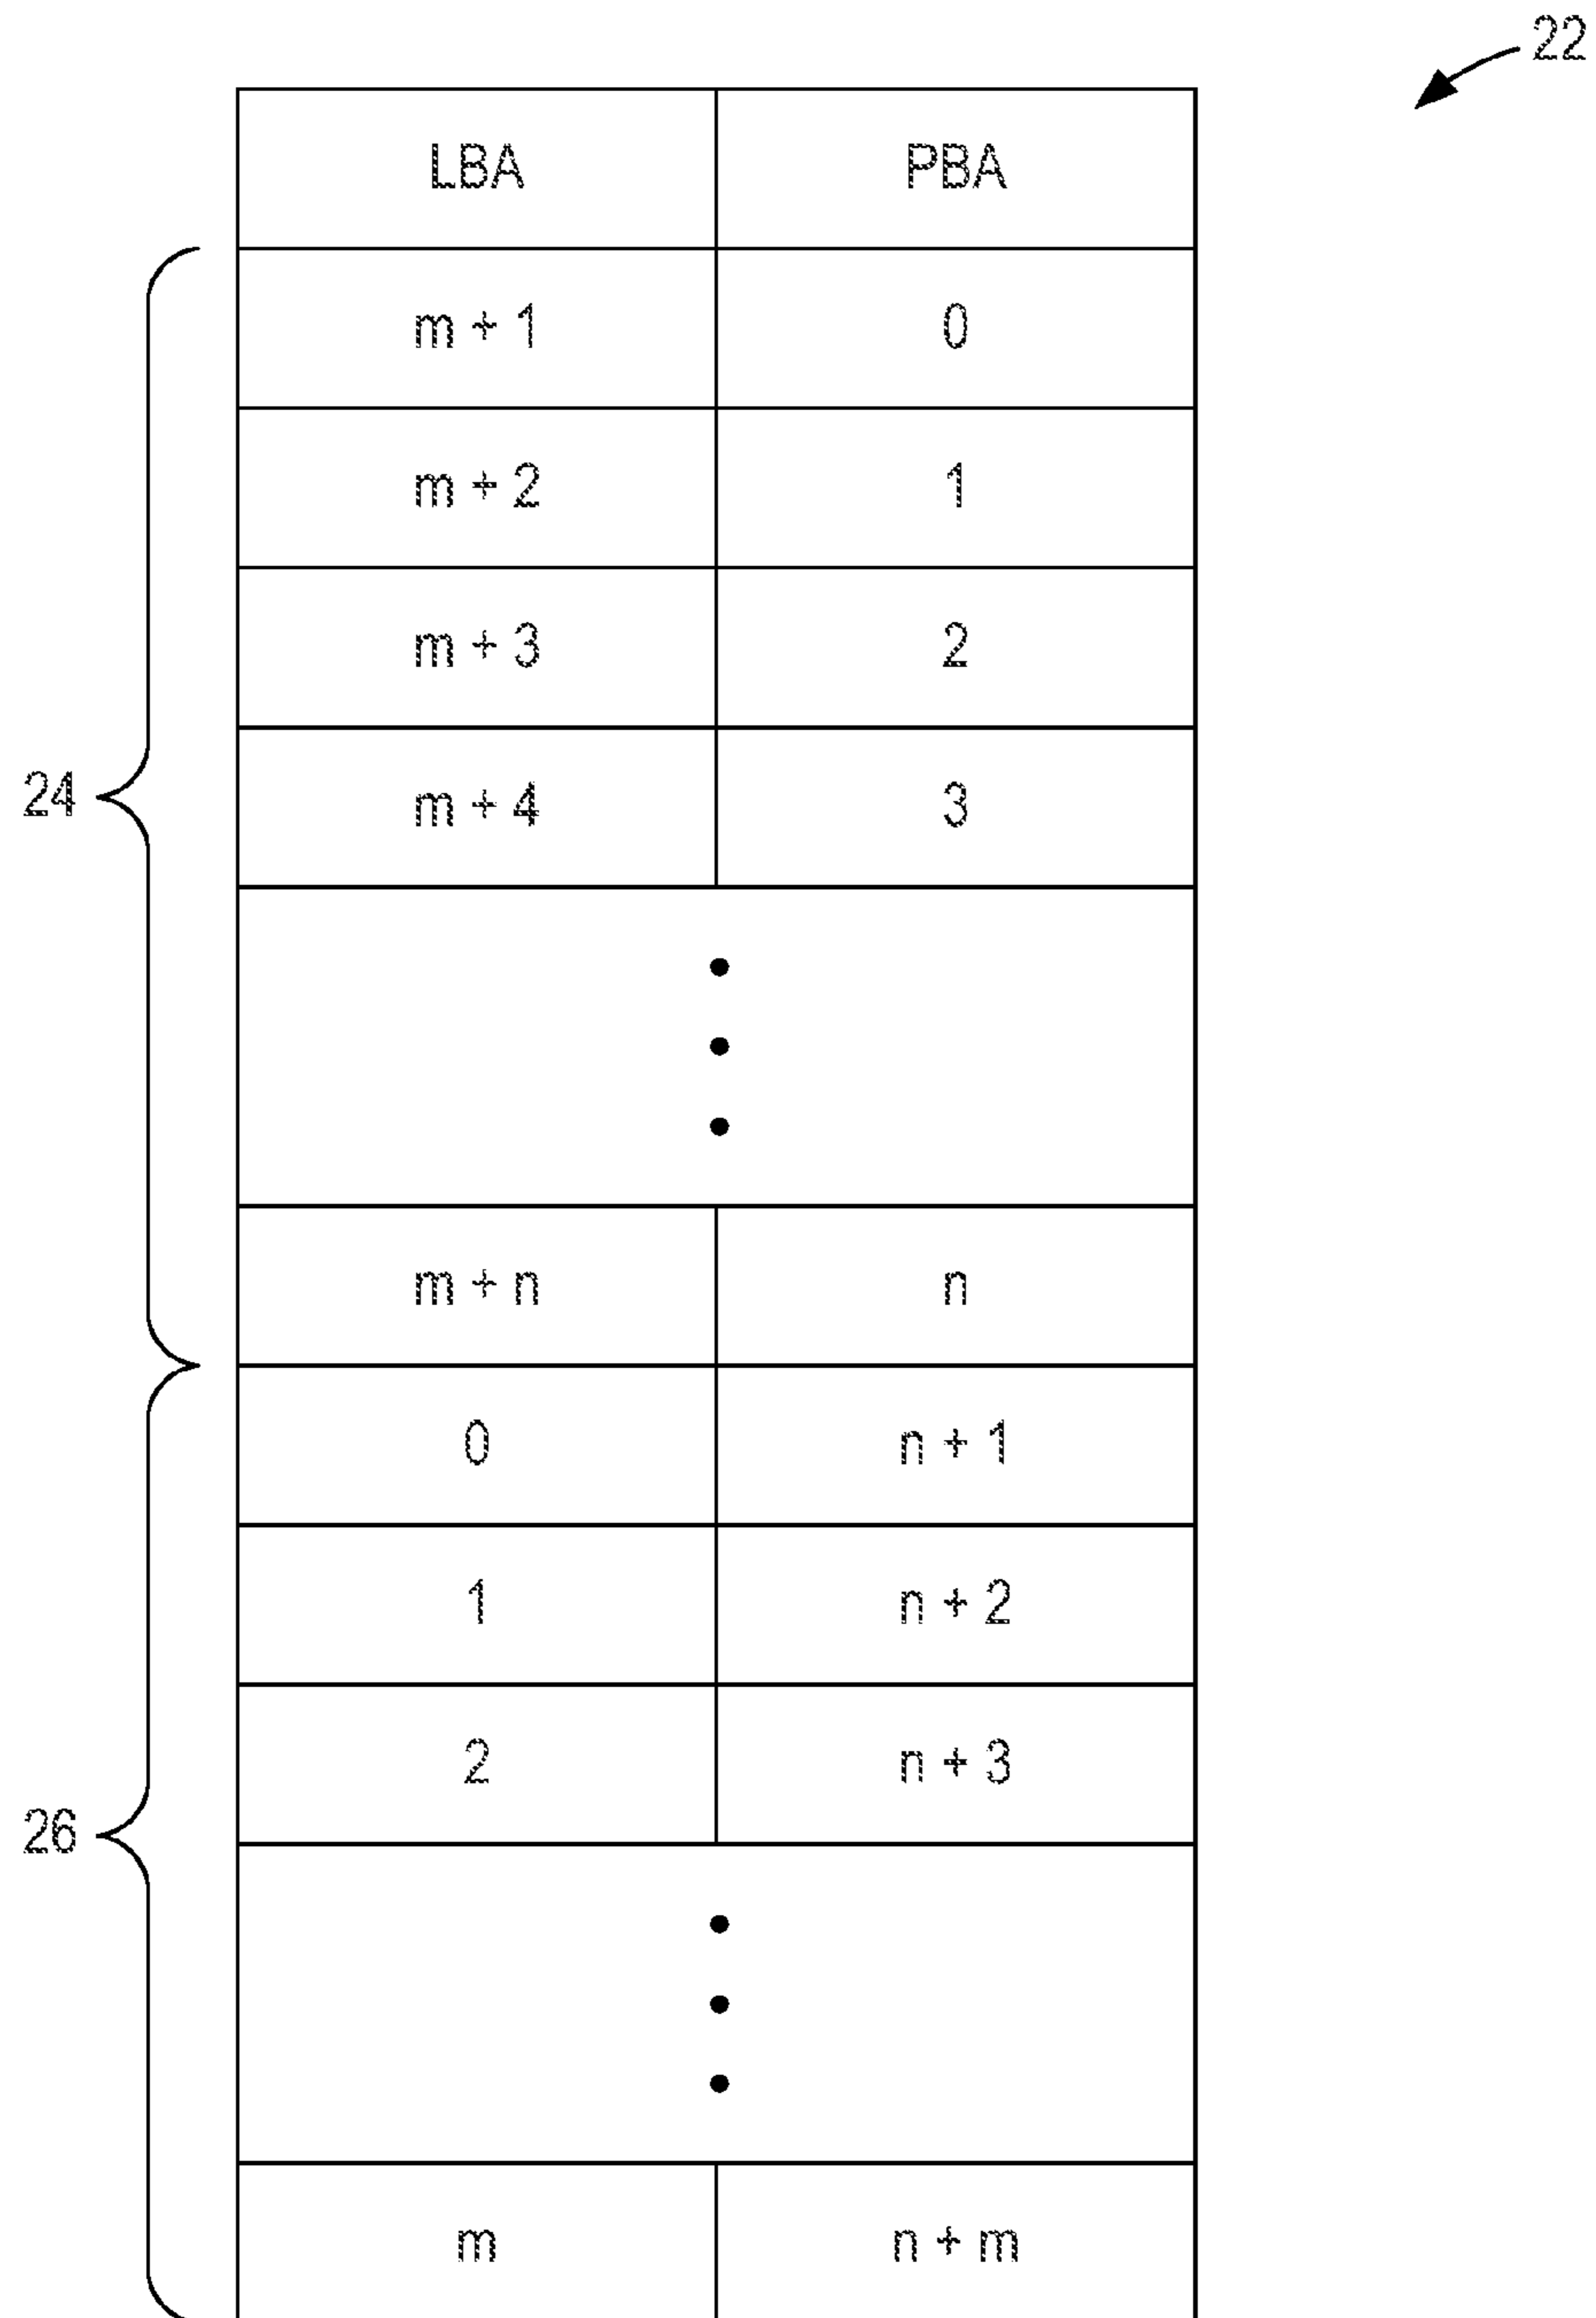 22
LBA PBA
m + 1 0
m + 2 1
m + 3 2
24 m + 4 3
m + n n
0 n + 1
1 n + 2
2 n + 3
26
m n + m